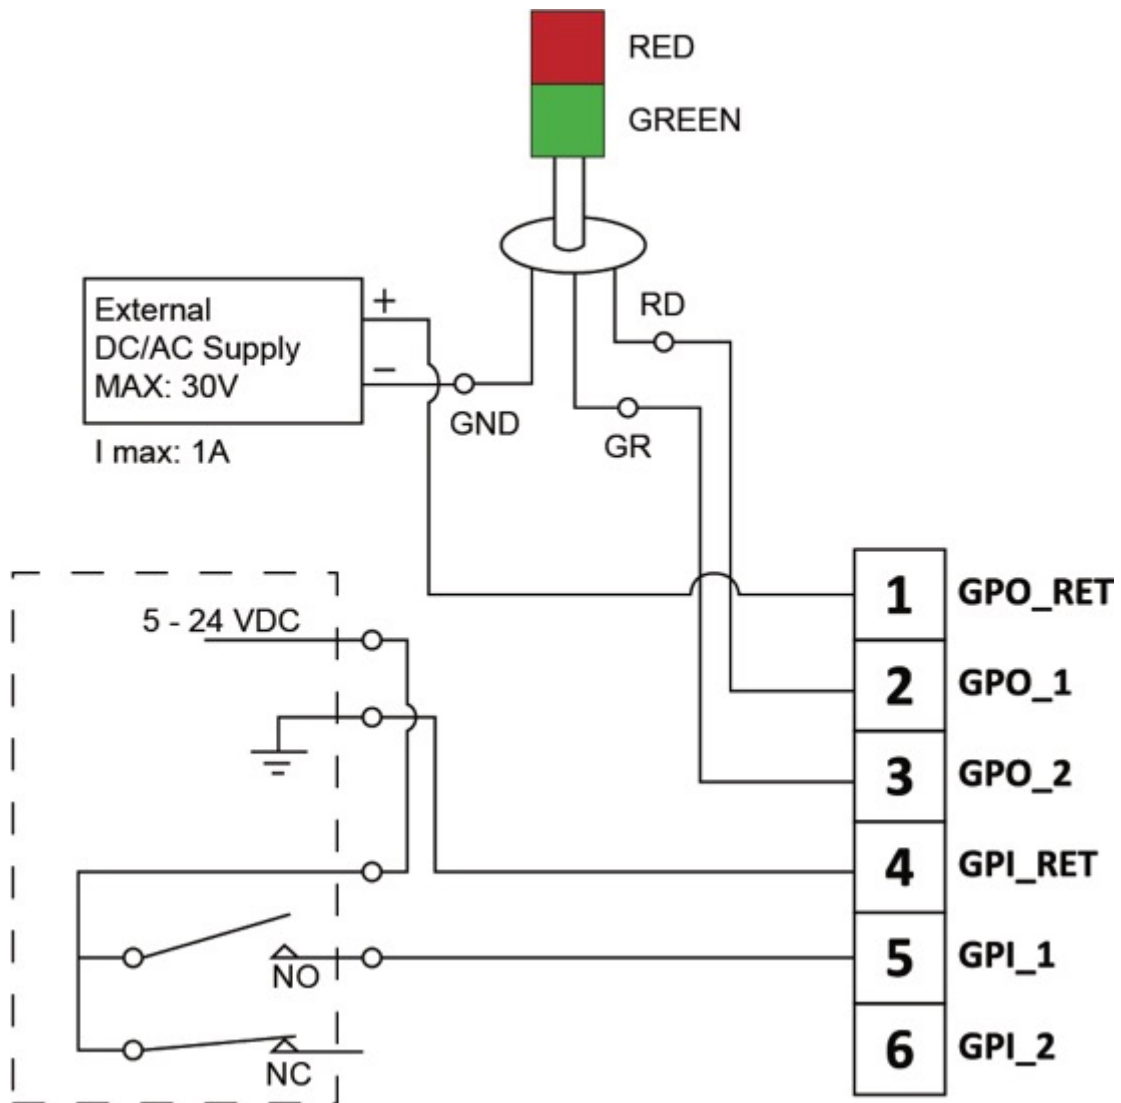 RED
GREEN
External
DC/AC Supply
MAX: 30V
I max: 1A
+
−
GND
RD
GR
5 - 24 VDC
NO
NC
1 GPO_RET
2 GPO_1
3 GPO_2
4 GPI_RET
5 GPI_1
6 GPI_2